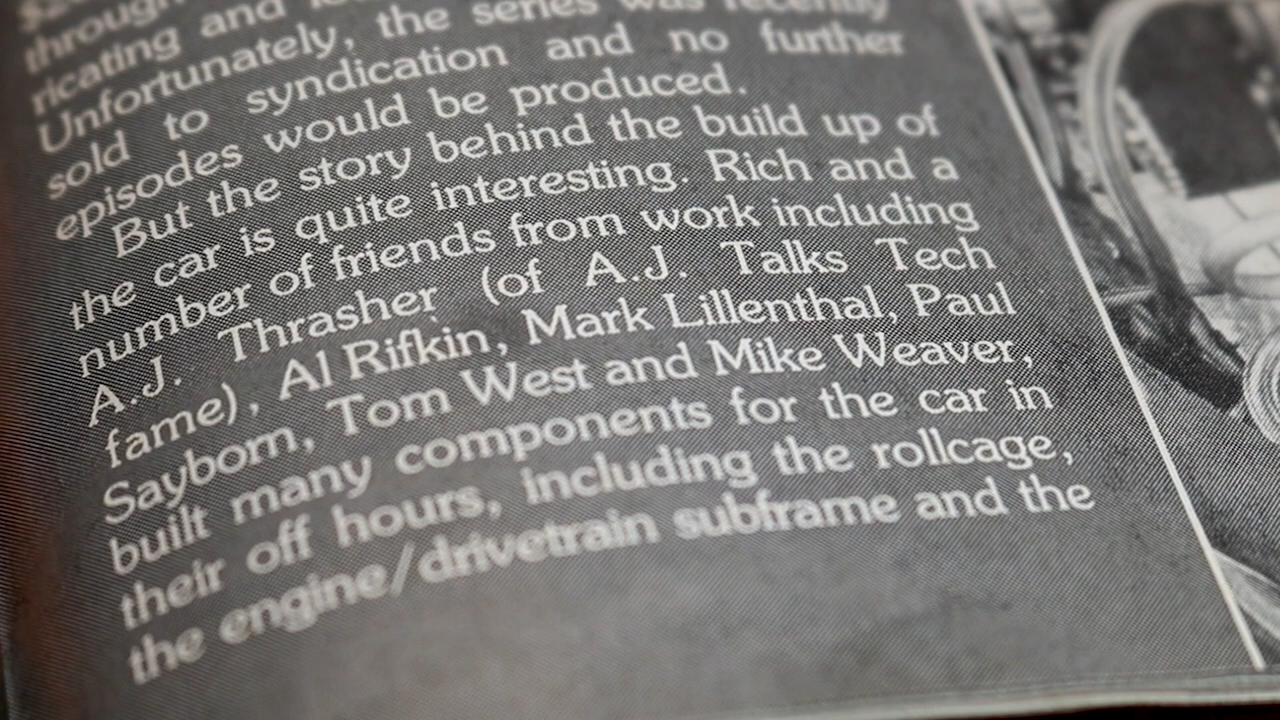 through
ricating and
Unfortunately, the series was recently
sold to syndication and no further
episodes would be produced.
But the story behind the build up of
the car is quite interesting. Rich and a
number of friends from work including
A.J. Thrasher (of A.J. Talks Tech
fame), Al Rifkin, Mark Lillenthal, Paul
Sayborn, Tom West and Mike Weaver,
built many components for the car in
their off hours, including the rollcage,
the engine/drivetrain subframe and the